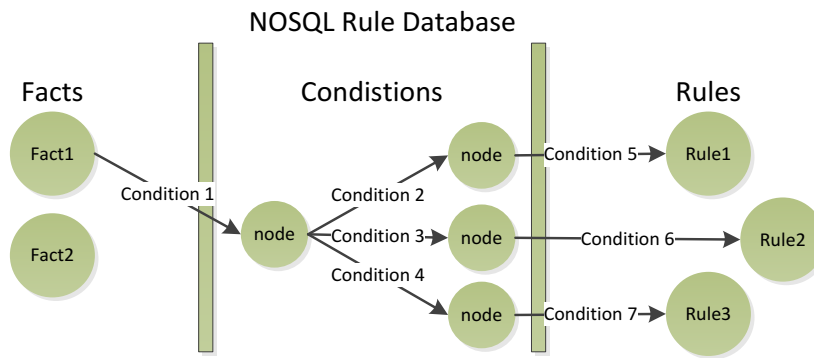 NOSQL Rule Database
Facts
Condistions
Rules
Fact1
Condition 1
Fact2
node
Condition 2
Condition 3
Condition 4
node
node
node
Condition 5
Condition 6
Condition 7
Rule1
Rule2
Rule3